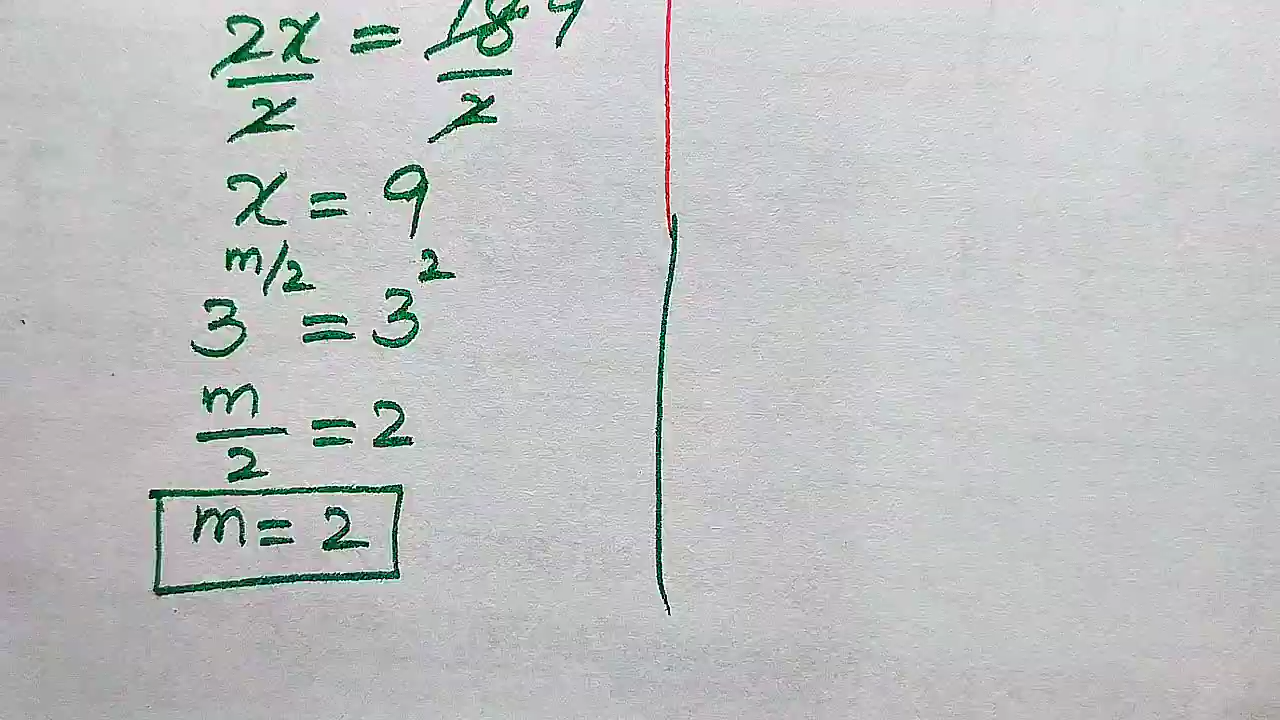 2x/2 = 18/2 9
x = 9
3^m/2 = 3^2
m/2 = 2
m = 2